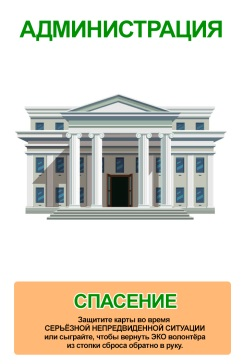 АДМИНИСТРАЦИЯ
СПАСЕНИЕ
Защитите карты во время
СЕРЬЁЗНОЙ НЕПРЕДВИДЕННОЙ СИТУАЦИИ
или сыграйте, чтобы вернуть ЭКО волонтёра
из стопки сброса обратно в руку.